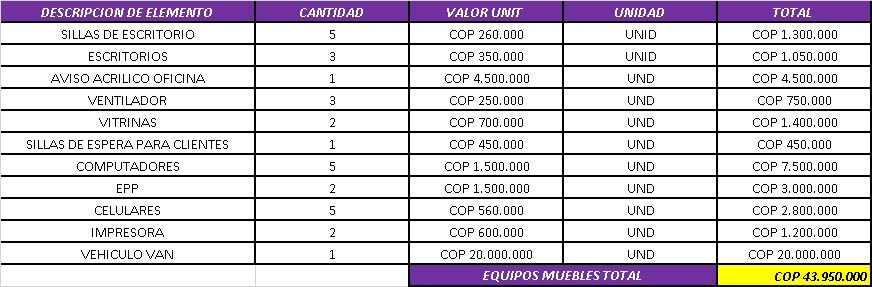 DESCRIPCION DE ELEMENTO CANTIDAD VALOR UNIT UNIDAD TOTAL
SILLAS DE ESCRITORIO 5 COP 260.000 UNID COP 1.300.000
ESCRITORIOS 3 COP 350.000 UNID COP 1.050.000
AVISO ACRILICO OFICINA 1 COP 4.500.000 UND COP 4.500.000
VENTILADOR 3 COP 250.000 UND COP 750.000
VITRINAS 2 COP 700.000 UND COP 1.400.000
SILLAS DE ESPERA PARA CLIENTES 1 COP 450.000 UND COP 450.000
COMPUTADORES 5 COP 1.500.000 UND COP 7.500.000
EPP 2 COP 1.500.000 UND COP 3.000.000
CELULARES 5 COP 560.000 UND COP 2.800.000
IMPRESORA 2 COP 600.000 UND COP 1.200.000
VEHICULO VAN 1 COP 20.000.000 UND COP 20.000.000
EQUIPOS MUEBLES TOTAL COP 43.950.000